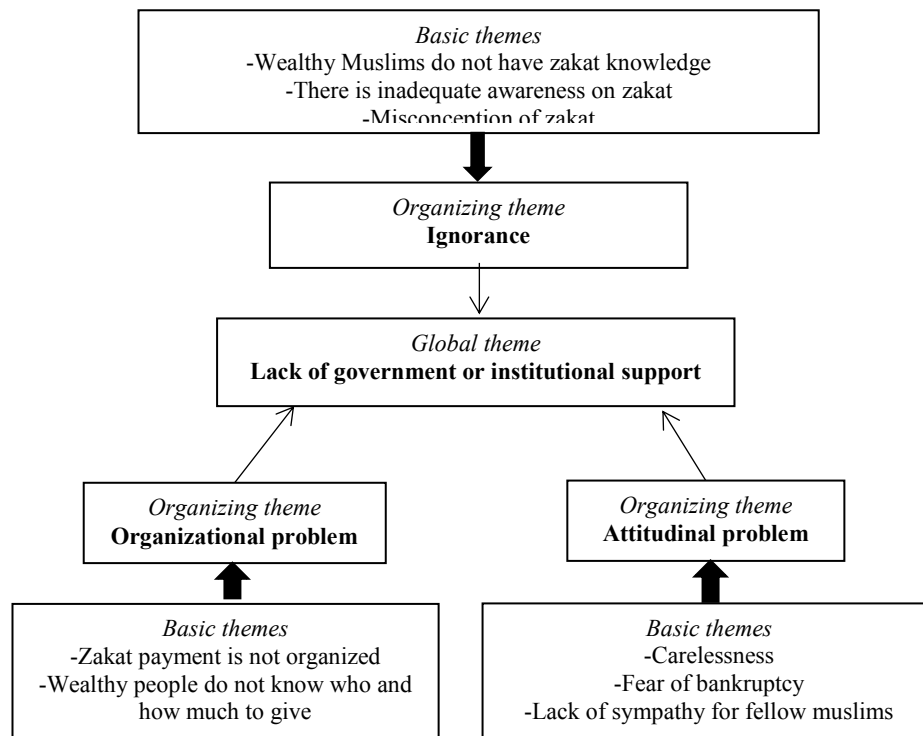 Basic themes
-Wealthy Muslims do not have zakat knowledge
-There is inadequate awareness on zakat
-Misconception of zakat
Organizing theme
Ignorance
Global theme
Lack of government or institutional support
Organizing theme
Organizational problem
Organizing theme
Attitudinal problem
Basic themes
-Zakat payment is not organized
-Wealthy people do not know who and
how much to give
Basic themes
-Carelessness
-Fear of bankruptcy
-Lack of sympathy for fellow muslims